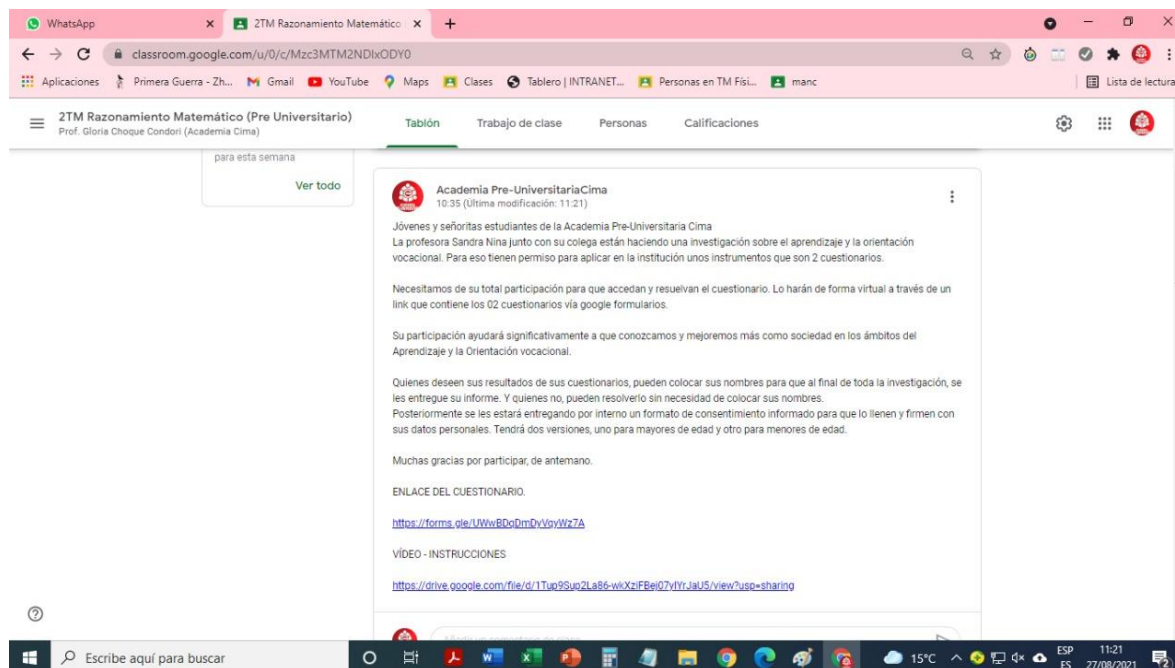 WhatsApp
2TM Razonamiento Matemático
classroom.google.com/u/0/c/Mzc3MTM2NDIxODY0
Aplicaciones
Primera Guerra - Zh...
Gmail
YouTube
Maps
Clases
Tablero | INTRANET...
Personas en TM Físi...
manc
Lista de lectura
2TM Razonamiento Matemático (Pre Universitario)
Prof. Gloria Choque Condori (Academia Cima)
Tablón
Trabajo de clase
Personas
Calificaciones
para esta semana
Ver todo
Academia Pre-UniversitariaCima
10:35 (Última modificación: 11:21)
Jóvenes y señoritas estudiantes de la Academia Pre-Universitaria Cima
La profesora Sandra Nina junto con su colega están haciendo una investigación sobre el aprendizaje y la orientación
vocacional. Para eso tienen permiso para aplicar en la institución unos instrumentos que son 2 cuestionarios.
Necesitamos de su total participación para que accedan y resuelvan el cuestionario. Lo harán de forma virtual a través de un
link que contiene los 02 cuestionarios vía google formularios.
Su participación ayudará significativamente a que conozcamos y mejoremos más como sociedad en los ámbitos del
Aprendizaje y la Orientación vocacional.
Quienes deseen sus resultados de sus cuestionarios, pueden colocar sus nombres para que al final de toda la investigación, se
les entregue su informe. Y quienes no, pueden resolverlo sin necesidad de colocar sus nombres.
Posteriormente se les estará entregando por interno un formato de consentimiento informado para que lo llenen y firmen con
sus datos personales. Tendrá dos versiones, uno para mayores de edad y otro para menores de edad.
Muchas gracias por participar, de antemano.
ENLACE DEL CUESTIONARIO.
https://forms.gle/UWwBDqDmDyVqyWz7A
VÍDEO - INSTRUCCIONES
https://drive.google.com/file/d/1Tup9Sup2La86-wkXziFBej07yIYrJaU5/view?usp=sharing
Escribe aquí para buscar
15°C
ESP
ES
11:21
27/08/2021